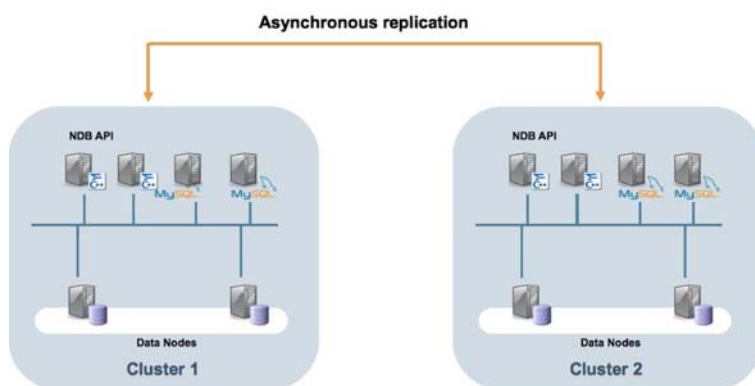 Asynchronous replication
NDB API
NDB API
C++
C++
MySQL
MySQL
C++
C++
MySQL
MySQL
Data Nodes
Data Nodes
Cluster 1
Cluster 2